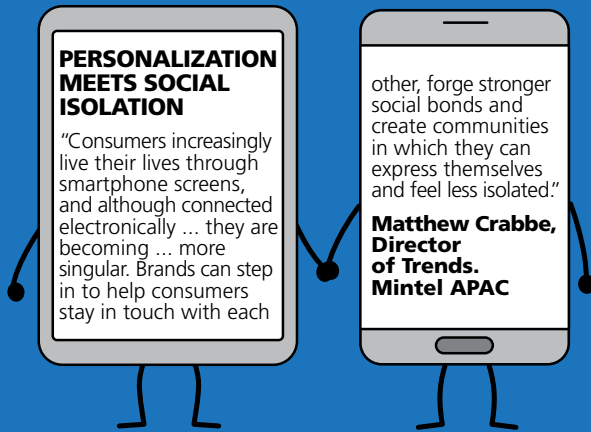 PERSONALIZATION
MEETS SOCIAL
ISOLATION
“Consumers increasingly
live their lives through
smartphone screens,
and although connected
electronically ... they are
becoming ... more
singular. Brands can step
in to help consumers
stay in touch with each
other, forge stronger
social bonds and
create communities
in which they can
express themselves
and feel less isolated.”
Matthew Crabbe,
Director
of Trends.
Mintel APAC